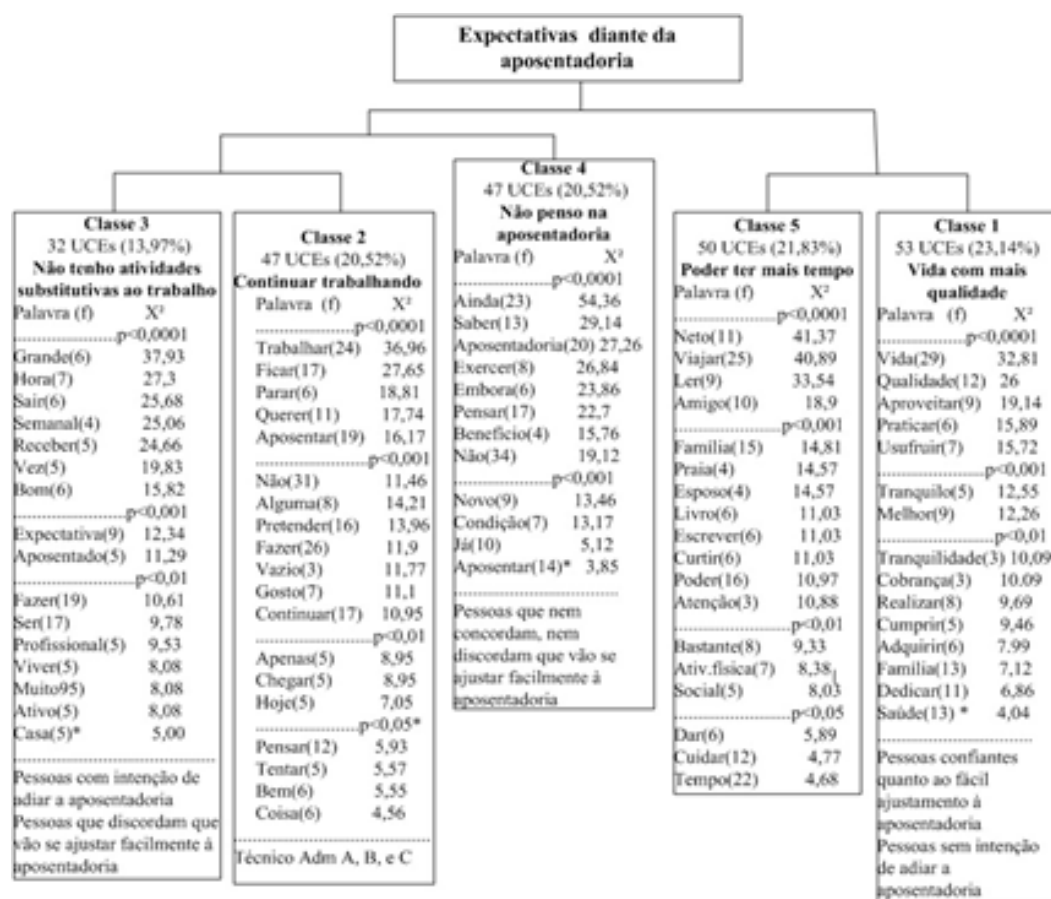 Expectativas diante da
aposentadoria
Classe 3
32 UCEs (13,97%)
Não tenho atividades
substitutivas ao trabalho
Palavra (f) X²
p<0,0001
Grande(6) 37,93
Hora(7) 27,3
Sair(6) 25,68
Semanal(4) 25,06
Receber(5) 24,66
Vez(5) 19,83
Bom(6) 15,82
p<0,001
Expectativa(9) 12,34
Aposentado(5) 11,29
p<0,01
Fazer(19) 10,61
Ser(17) 9,78
Profissional(5) 9,53
Viver(5) 8,08
Muito95) 8,08
Ativo(5) 8,08
Casa(5)* 5,00
Pessoas com intenção de
adiar a aposentadoria
Pessoas que discordam que
vão se ajustar facilmente à
aposentadoria
Classe 2
47 UCEs (20,52%)
Continuar trabalhando
Palavra (f) X²
p<0,0001
Trabalhar(24) 36,96
Ficar(17) 27,65
Parar(6) 18,81
Querer(11) 17,74
Aposentar(19) 16,17
p<0,001
Não(31) 11,46
Alguma(8) 14,21
Pretender(16) 13,96
Fazer(26) 11,9
Vazio(3) 11,77
Gosto(7) 11,1
Continuar(17) 10,95
p<0,01
Apenas(5) 8,95
Chegar(5) 8,95
Hoje(5) 7,05
p<0,05*
Pensar(12) 5,93
Tentar(5) 5,57
Bem(6) 5,55
Coisa(6) 4,56
Técnico Adm A, B, e C
Classe 4
47 UCEs (20,52%)
Não penso na
aposentadoria
Palavra (f) X²
p<0,0001
Ainda(23) 54,36
Saber(13) 29,14
Aposentadoria(20) 27,26
Exercer(8) 26,84
Embora(6) 23,86
Pensar(17) 22,7
Benefício(4) 15,76
Não(34) 19,12
p<0,001
Novo(9) 13,46
Condição(7) 13,17
Já(10) 5,12
Aposentar(14)* 3,85
Pessoas que nem
concordam, nem
discordam que vão se
ajustar facilmente à
aposentadoria
Classe 5
50 UCEs (21,83%)
Poder ter mais tempo
Palavra (f) X²
p<0,0001
Neto(11) 41,37
Viajar(25) 40,89
Ler(9) 33,54
Amigo(10) 18,9
p<0,001
Família(15) 14,81
Praia(4) 14,57
Esposo(4) 14,57
Livro(6) 11,03
Escrever(6) 11,03
Curtir(6) 11,03
Poder(16) 10,97
Atenção(3) 10,88
p<0,01
Bastante(8) 9,33
Ativ.física(7) 8,38
Social(5) 8,03
p<0,05
Dar(6) 5,89
Cuidar(12) 4,77
Tempo(22) 4,68
Classe 1
53 UCEs (23,14%)
Vida com mais
qualidade
Palavra (f) X²
p<0,0001
Vida(29) 32,81
Qualidade(12) 26
Aproveitar(9) 19,14
Praticar(6) 15,89
Usufruir(7) 15,72
p<0,001
Tranquilo(5) 12,55
Melhor(9) 12,26
p<0,01
Tranquilidade(3) 10,09
Cobrança(3) 10.09
Realizar(8) 9,69
Cumprir(5) 9,46
Adquirir(6) 7.99
Família(13) 7,12
Dedicar(11) 6,86
Saúde(13) * 4,04
Pessoas confiantes
quanto ao fácil
ajustamento à
aposentadoria
Pessoas sem intenção
de adiar a
aposentadoria